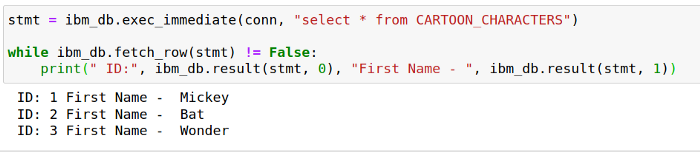 stmt = ibm_db.exec_immediate(conn, "select * from CARTOON_CHARACTERS")
while ibm_db.fetch_row(stmt) != False:
    print(" ID:", ibm_db.result(stmt, 0), "First Name - ", ibm_db.result(stmt, 1))
ID: 1 First Name -  Mickey
ID: 2 First Name -  Bat
ID: 3 First Name -  Wonder